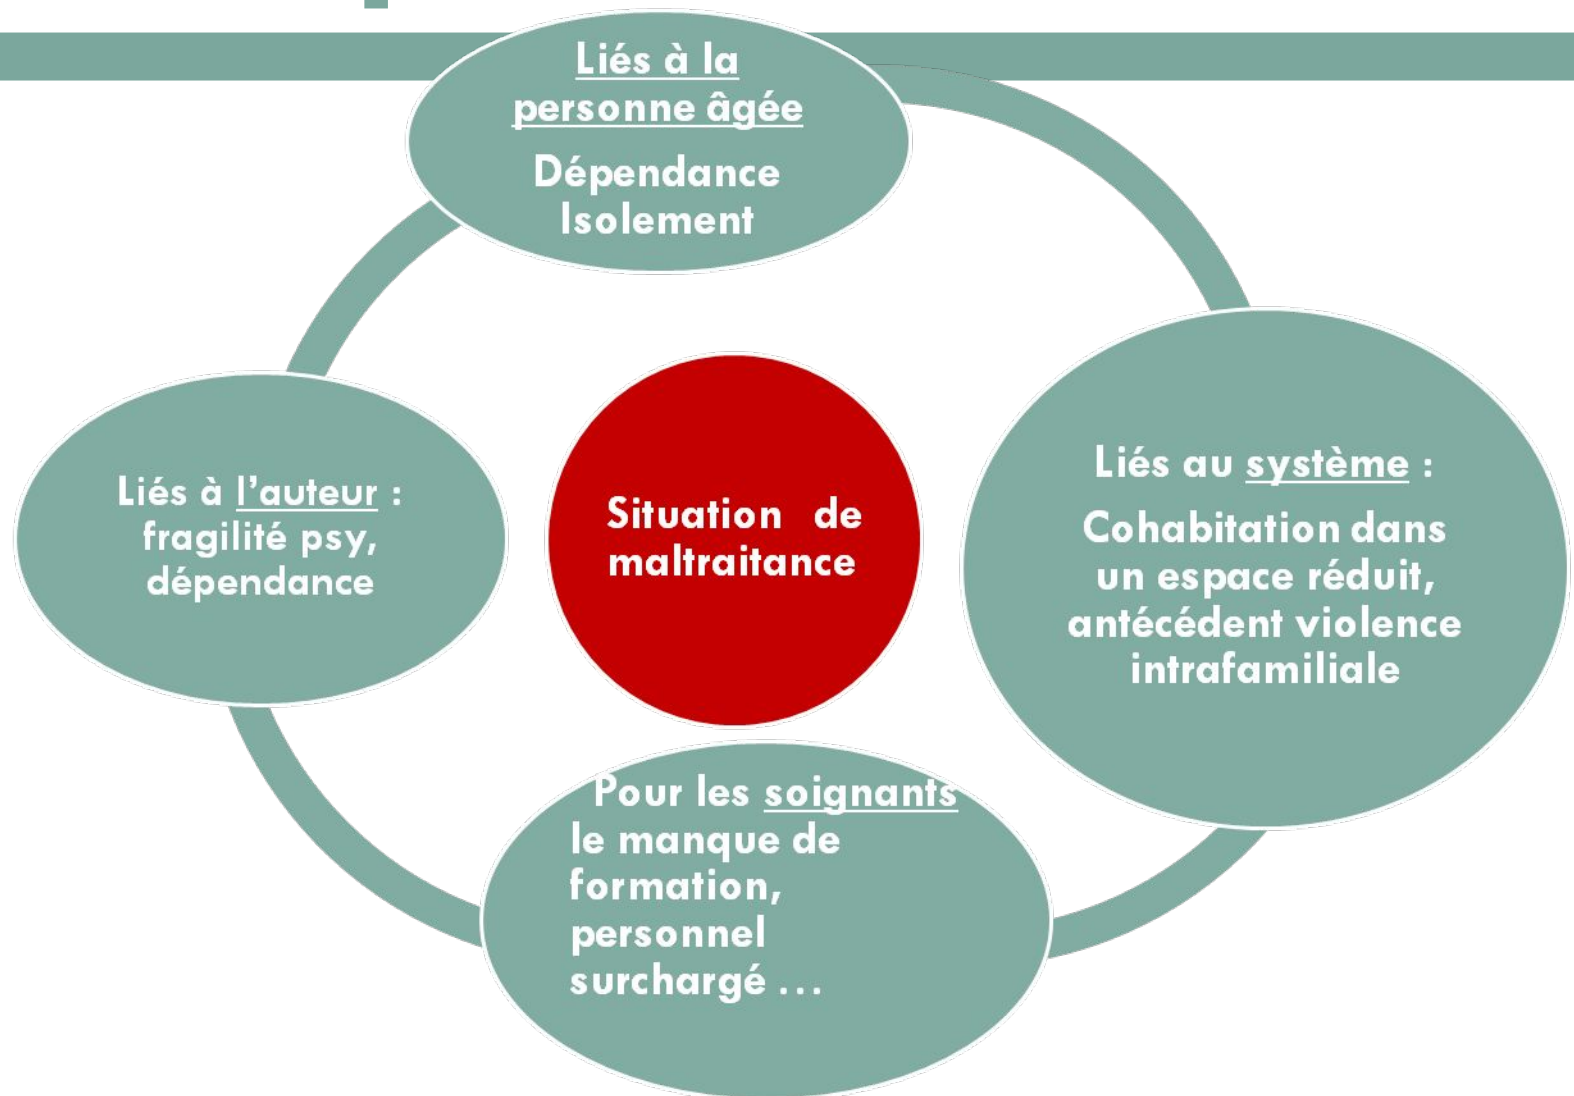 Liés à la
personne âgée
Dépendance
Isolement
Liés à l’auteur :
fragilité psy,
dépendance
Situation de
maltraitance
Liés au système :
Cohabitation dans
un espace réduit,
antécédent violence
intrafamiliale
Pour les soignants
le manque de
formation,
personnel
surchargé …